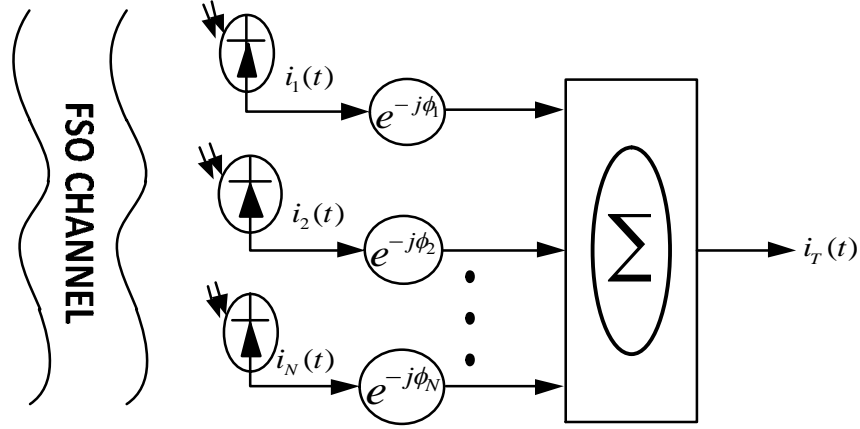 FSO CHANNEL
i_1(t)
e^{-jϕ_1}
i_2(t)
e^{-jϕ_2}
i_N(t)
e^{-jϕ_N}
∑
i_T(t)